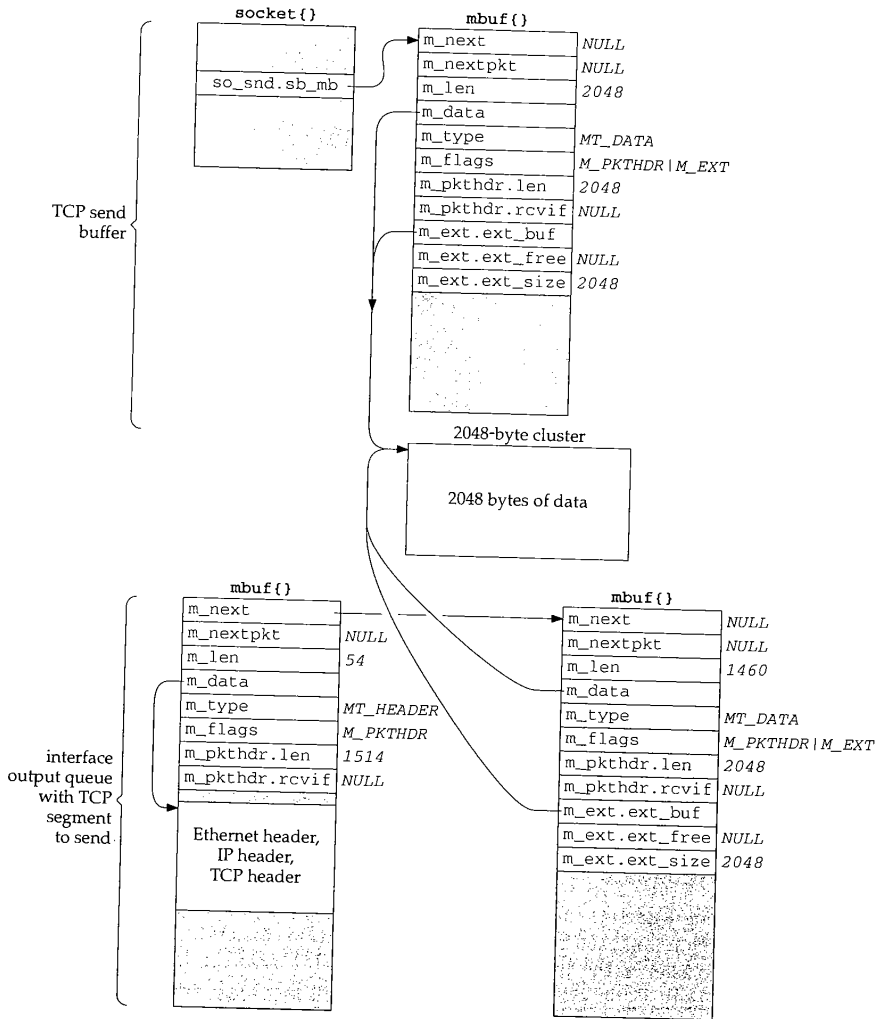 socket{}
so_snd.sb_mb
TCP send
buffer
mbuf{}
m_next NULL
m_nextpkt NULL
m_len 2048
m_data
m_type MT_DATA
m_flags M_PKTHDR|M_EXT
m_pkthdr.len 2048
m_pkthdr.rcvif NULL
m_ext.ext_buf
m_ext.ext_free NULL
m_ext.ext_size 2048
2048-byte cluster
2048 bytes of data
interface
output queue
with TCP
segment
to send
mbuf{}
m_next
m_nextpkt NULL
m_len 54
m_data
m_type MT_HEADER
m_flags M_PKTHDR
m_pkthdr.len 1514
m_pkthdr.rcvif NULL
Ethernet header,
IP header,
TCP header
mbuf{}
m_next NULL
m_nextpkt NULL
m_len 1460
m_data
m_type MT_DATA
m_flags M_PKTHDR|M_EXT
m_pkthdr.len 2048
m_pkthdr.rcvif NULL
m_ext.ext_buf
m_ext.ext_free NULL
m_ext.ext_size 2048